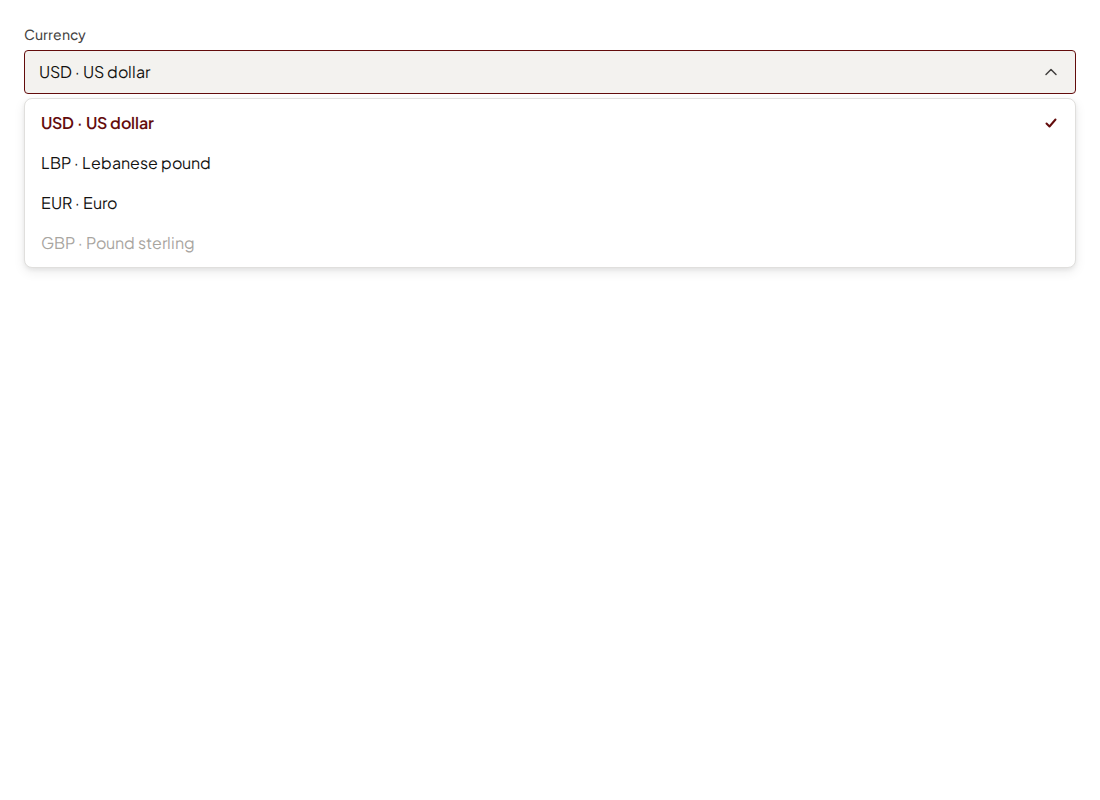 Currency
USD · US dollar
USD · US dollar
LBP · Lebanese pound
EUR · Euro
GBP · Pound sterling